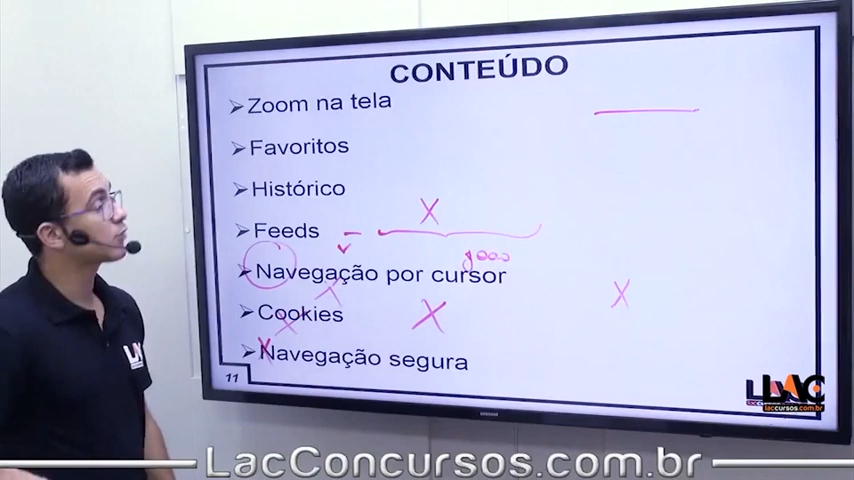 CONTEÚDO
➢Zoom na tela
➢Favoritos
➢Histórico
➢Feeds
➢Navegação por cursor
➢Cookies
➢Navegação segura
11
LAC
laccursos.com.br
LacConcursos.com.br